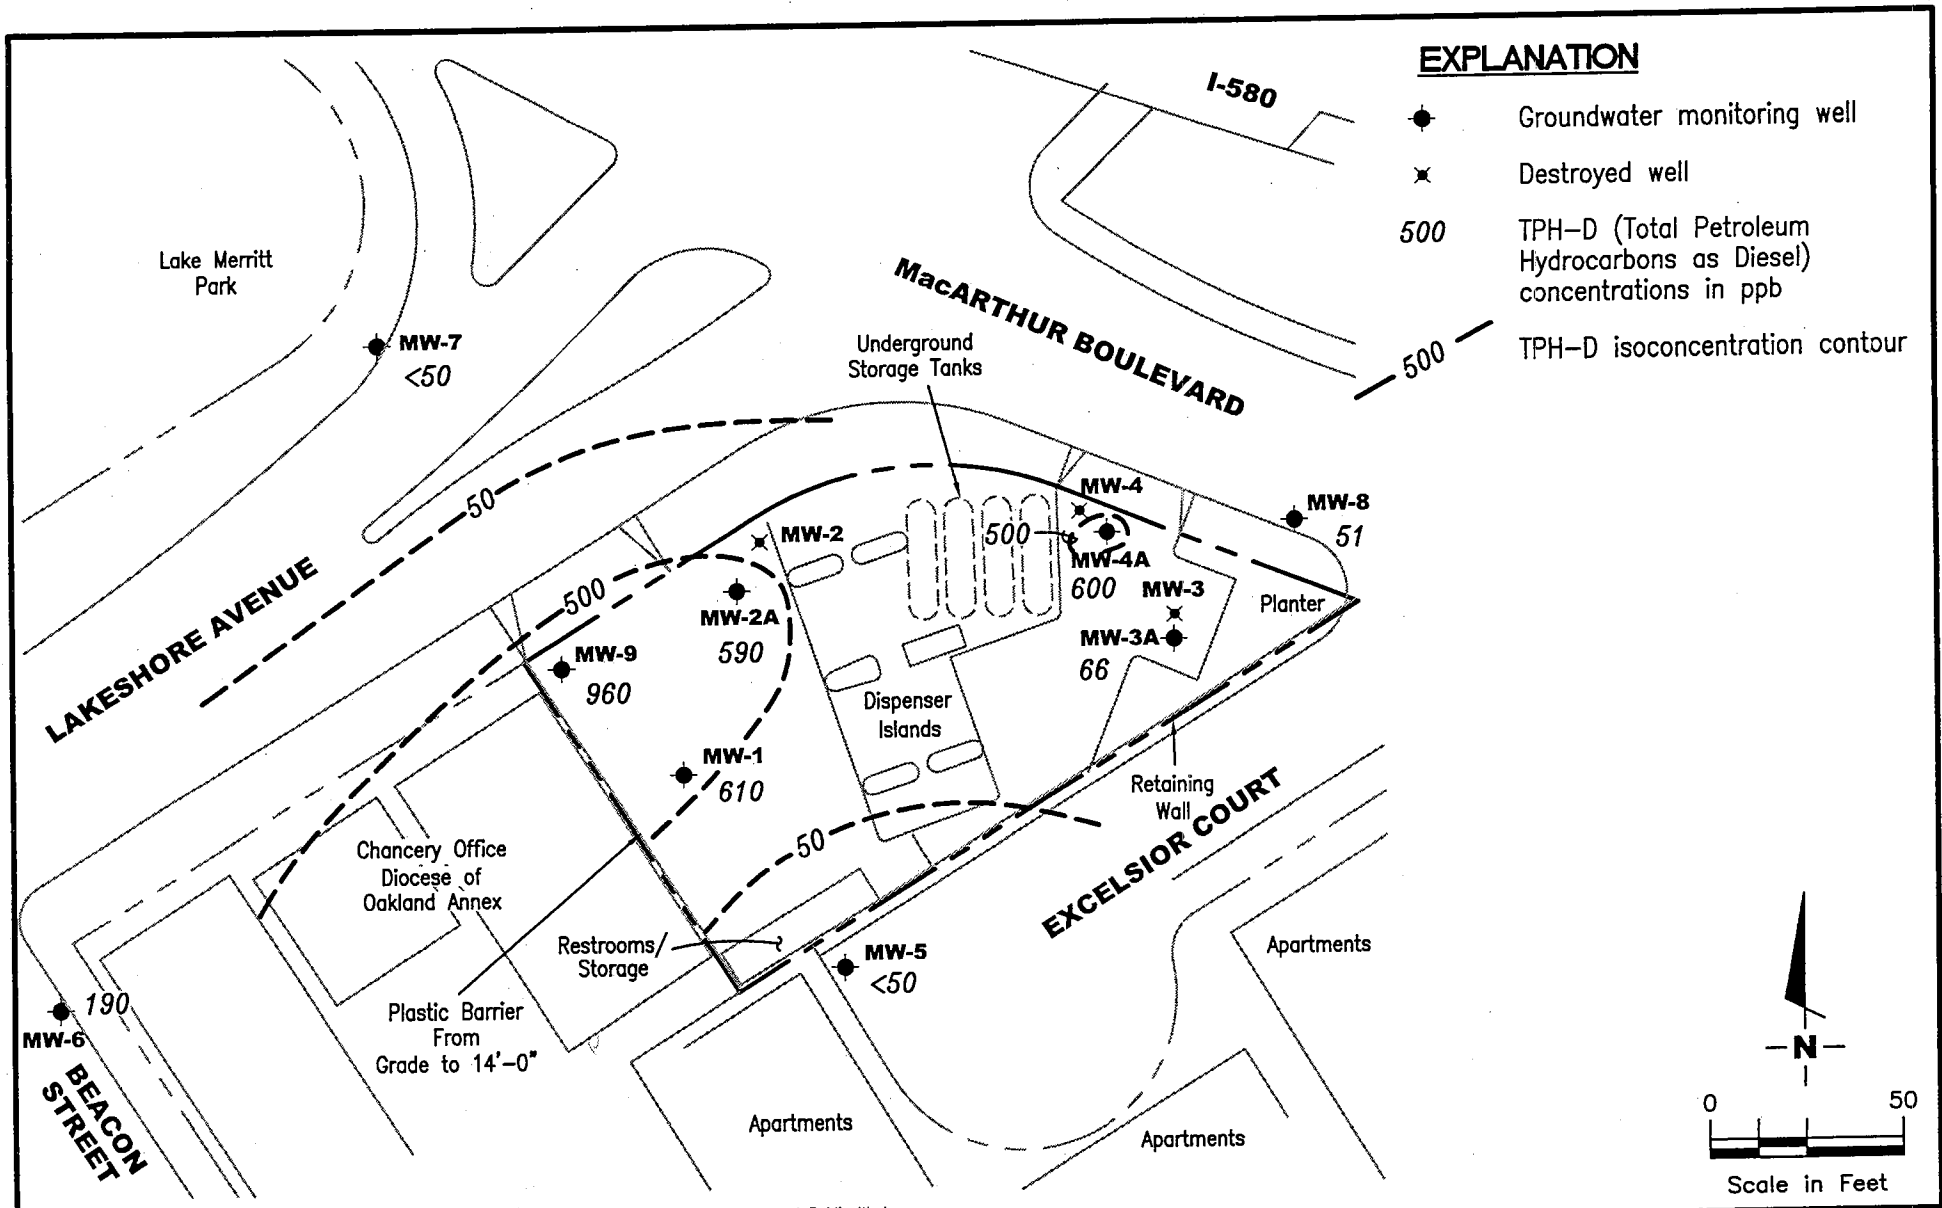 EXPLANATION
Groundwater monitoring well
Destroyed well
500
TPH-D (Total Petroleum
Hydrocarbons as Diesel)
concentrations in ppb
500
TPH-D isoconcentration contour
I-580
Lake Merritt
Park
MacARTHUR BOULEVARD
MW-7
<50
Underground
Storage Tanks
50
MW-4
MW-8
51
500
MW-2
MW-4A
600
MW-3
Planter
LAKESHORE AVENUE
500
MW-2A
590
MW-3A
66
MW-9
960
Dispenser
Islands
MW-1
610
Retaining
Wall
50
EXCELSIOR COURT
Chancery Office
Diocese of
Oakland Annex
Restrooms/
Storage
MW-5
<50
Apartments
190
MW-6
Plastic Barrier
From
Grade to 14'-0"
BEACON
STREET
Apartments
Apartments
N
0
50
Scale in Feet